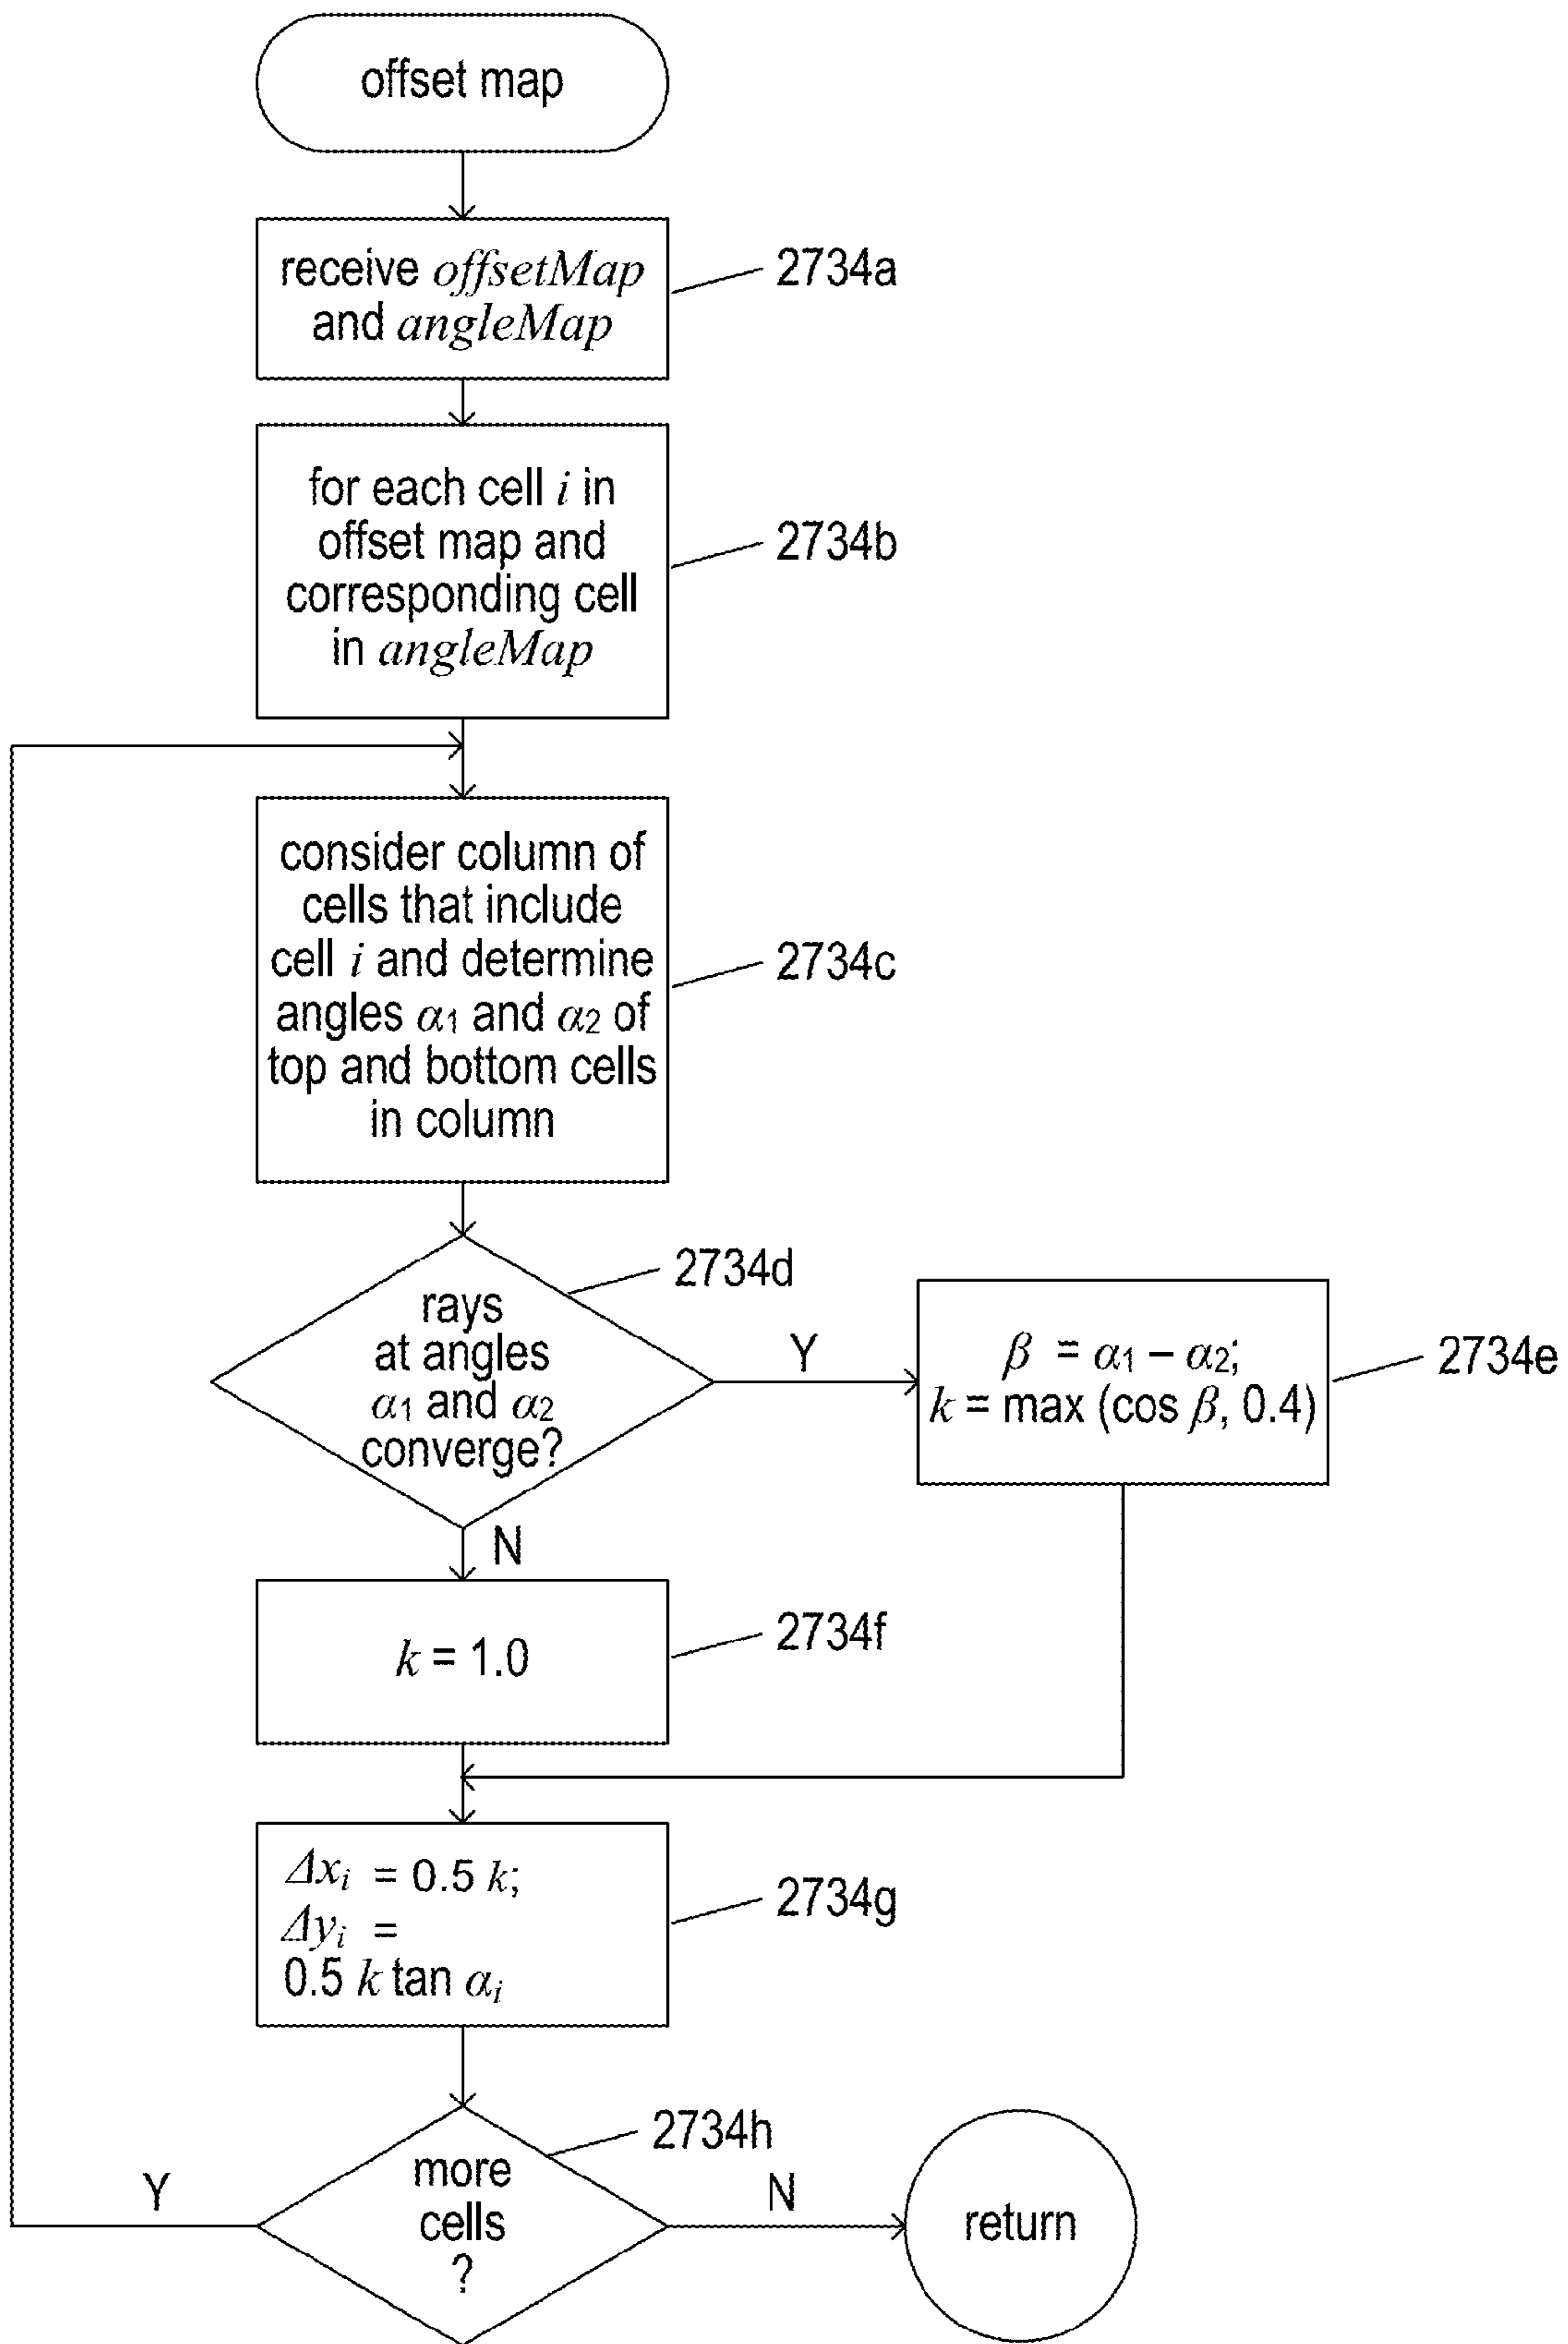 offset map
receive offsetMap
and angleMap
2734a
for each cell i in
offset map and
corresponding cell
in angleMap
2734b
consider column of
cells that include
cell i and determine
angles α1 and α2 of
top and bottom cells
in column
2734c
rays
at angles
α1 and α2
converge?
2734d
Y
β = α1 – α2;
k = max (cos β, 0.4)
2734e
N
k = 1.0
2734f
Δxi = 0.5 k;
Δyi =
0.5 k tan αi
2734g
more
cells
?
2734h
Y
N
return